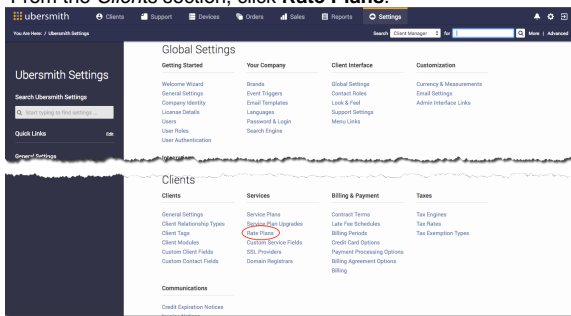 From the Clients section, click Rate Plans.
ubersmith Clients Support Devices Orders Sales Reports Settings
You Are Here: / Ubersmith Settings Search Client Manager for More | Advanced
Global Settings
Ubersmith Settings
Search Ubersmith Settings
Start typing to find settings ...
Quick Links Edit
General Settings
Getting Started Your Company Client Interface Customization
Welcome Wizard Brands Global Settings Currency & Measurements
General Settings Event Triggers Contact Roles Email Settings
Company Identity Email Templates Look & Feel Admin Interface Links
License Details Languages Support Settings
Users Password & Login Menu Links
User Roles Search Engine
User Authentication
Integration
Clients
Clients Services Billing & Payment Taxes
General Settings Service Plans Contract Terms Tax Engines
Client Relationship Types Service Plan Upgrades Late Fee Schedules Tax Rates
Client Tags Rate Plans Billing Periods Tax Exemption Types
Client Modules Custom Service Fields Credit Card Options
Custom Client Fields SSL Providers Payment Processing Options
Custom Contact Fields Domain Registrars Billing Agreement Options
Billing
Communications
Credit Expiration Notices